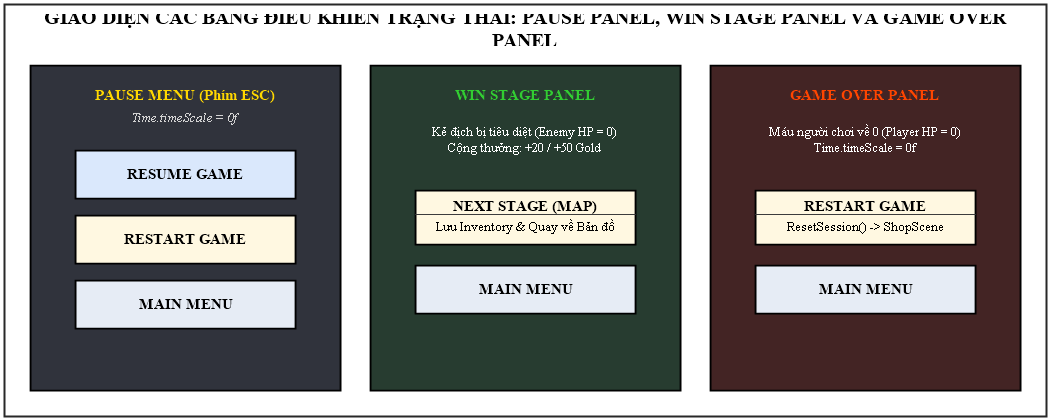 GIAO DIỆN CÁC BẢNG ĐIỀU KHIỂN TRẠNG THÁI: PAUSE PANEL, WIN STAGE PANEL VÀ GAME OVER
PANEL
PAUSE MENU (Phím ESC)
Time.timeScale = 0f
RESUME GAME
RESTART GAME
MAIN MENU
WIN STAGE PANEL
Kẻ địch bị tiêu diệt (Enemy HP = 0)
Cộng thưởng: +20 / +50 Gold
NEXT STAGE (MAP)
Lưu Inventory & Quay về Bản đồ
MAIN MENU
GAME OVER PANEL
Máu người chơi về 0 (Player HP = 0)
Time.timeScale = 0f
RESTART GAME
ResetSession() -> ShopScene
MAIN MENU